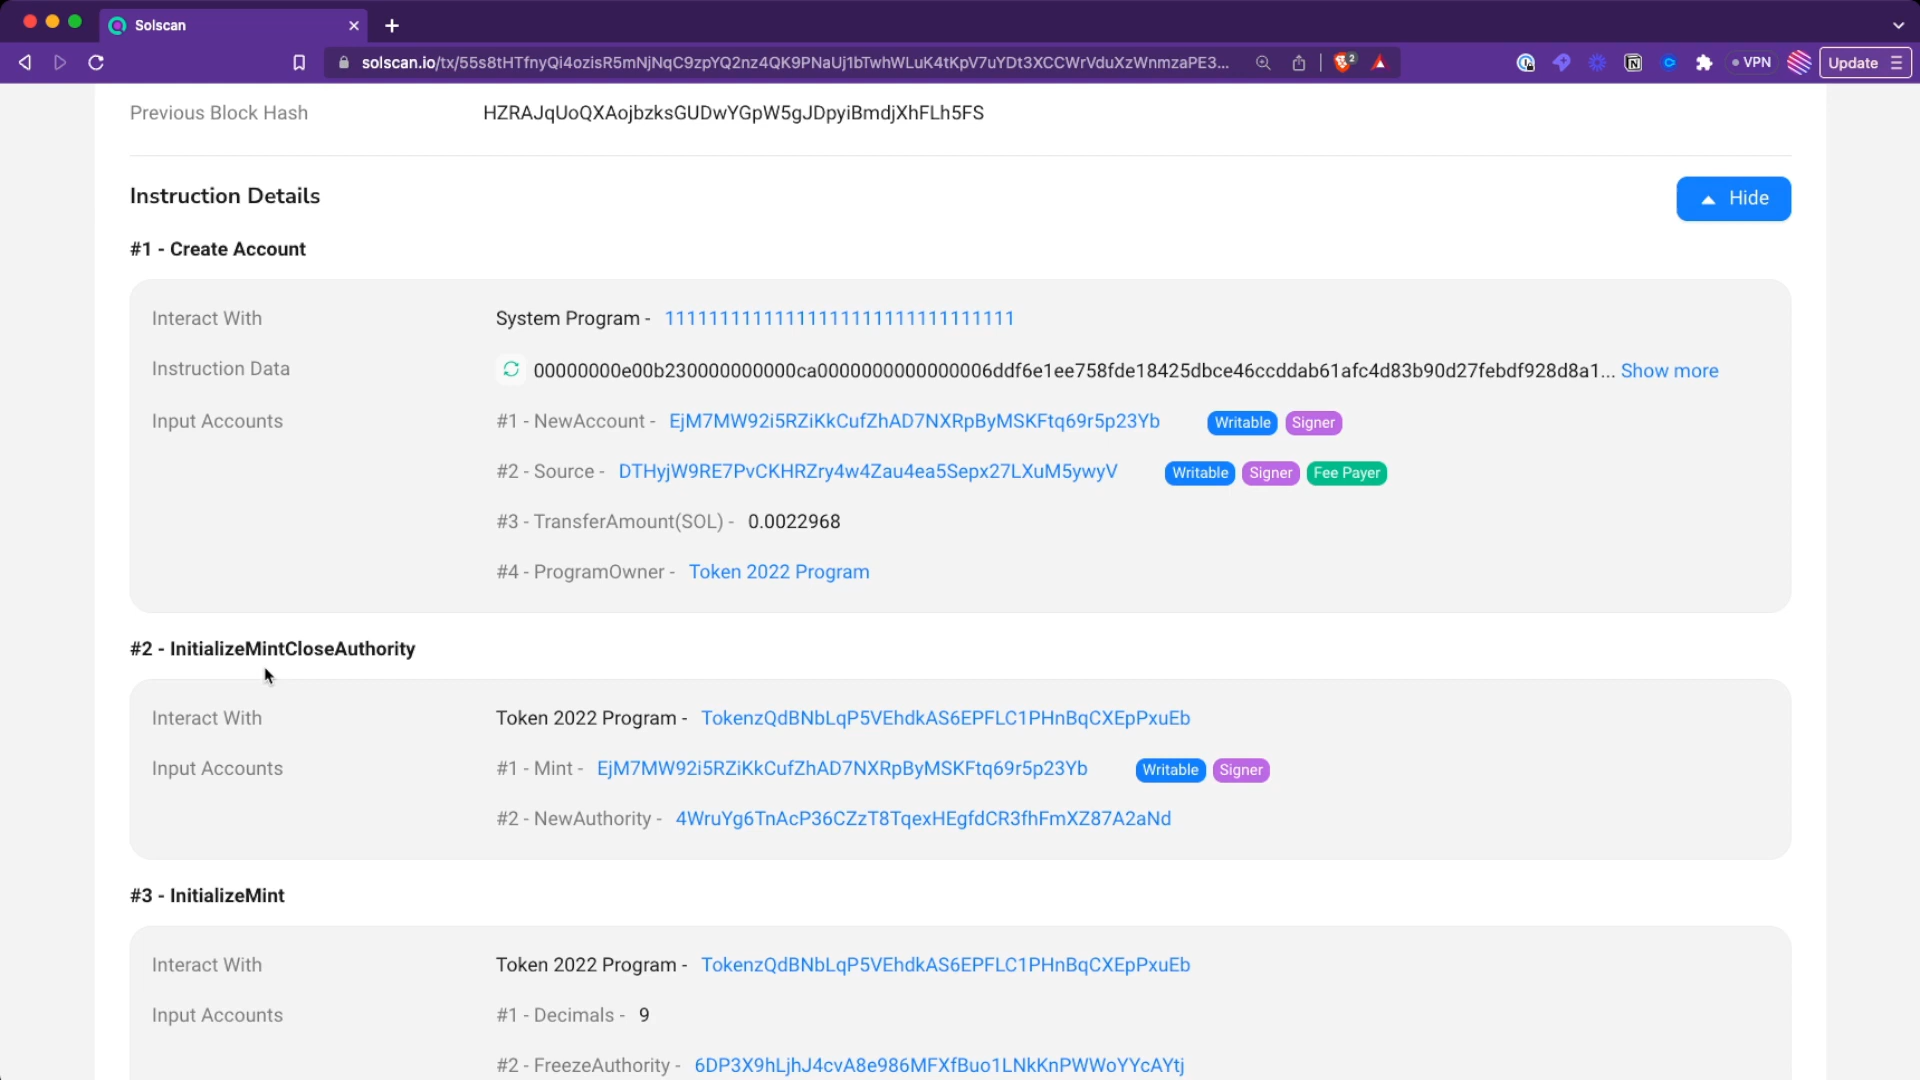 Solscan
solscan.io/tx/55s8tHTfnyQi4ozisR5mNjNqC9zpYQ2nz4QK9PNaUj1bTwhWLuK4tKpV7uYDt3XCCWrVduXzWnmzaPE3...
2
VPN
Update
Previous Block Hash HZRAJqUoQXAojbzksGUDwYGpW5gJDpyiBmdjXhFLh5FS
Instruction Details
Hide
#1 - Create Account
Interact With System Program - 11111111111111111111111111111111
Instruction Data 00000000e00b230000000000ca000000000000006ddf6e1ee758fde18425dbce46ccddab61afc4d83b90d27febdf928d8a1... Show more
Input Accounts #1 - NewAccount - EjM7MW92i5RZiKkCufZhAD7NXRpByMSKFtq69r5p23Yb Writable Signer
#2 - Source - DTHyjW9RE7PvCKHRZry4w4Zau4ea5Sepx27LXuM5ywyV Writable Signer Fee Payer
#3 - TransferAmount(SOL) - 0.0022968
#4 - ProgramOwner - Token 2022 Program
#2 - InitializeMintCloseAuthority
Interact With Token 2022 Program - TokenzQdBNbLqP5VEhdkAS6EPFLC1PHnBqCXEpPxuEb
Input Accounts #1 - Mint - EjM7MW92i5RZiKkCufZhAD7NXRpByMSKFtq69r5p23Yb Writable Signer
#2 - NewAuthority - 4WruYg6TnAcP36CZzT8TqexHEgfdCR3fhFmXZ87A2aNd
#3 - InitializeMint
Interact With Token 2022 Program - TokenzQdBNbLqP5VEhdkAS6EPFLC1PHnBqCXEpPxuEb
Input Accounts #1 - Decimals - 9
#2 - FreezeAuthority - 6DP3X9hLjhJ4cvA8e986MFXfBuo1LNkKnPWWoYYcAYtj